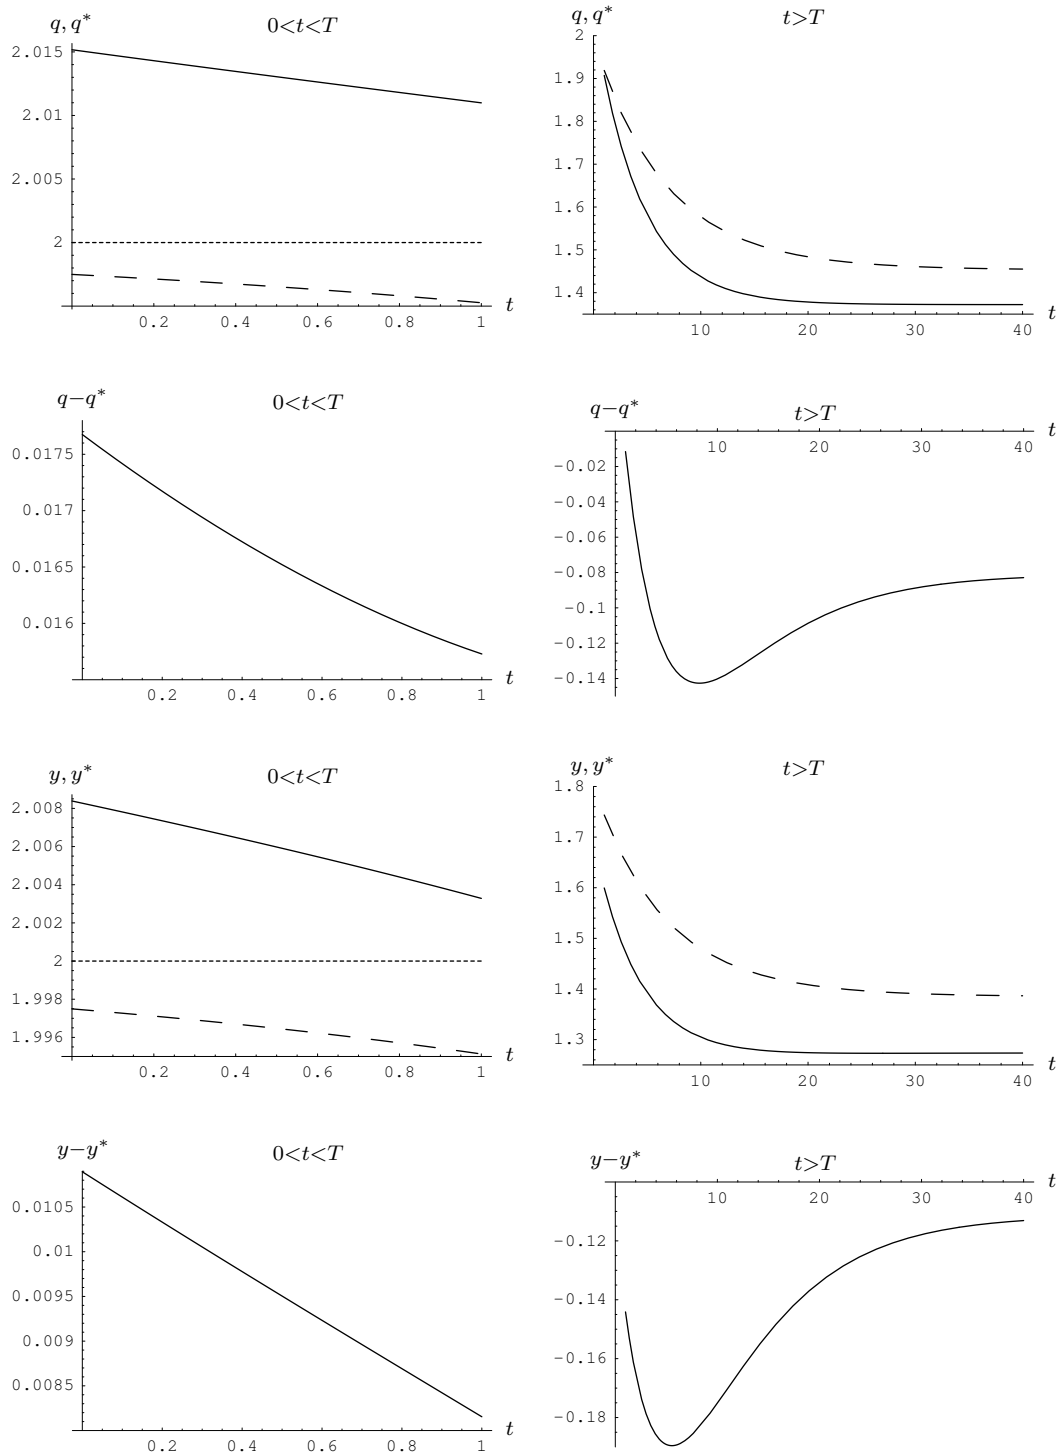 q, q* 0<t<T
2.015
2.01
2.005
2
0.2 0.4 0.6 0.8 1 t
q, q* t>T
2
1.9
1.8
1.7
1.6
1.5
1.4
10 20 30 40 t
q−q* 0<t<T
0.0175
0.017
0.0165
0.016
0.2 0.4 0.6 0.8 1 t
q−q* t>T
t
10 20 30 40
−0.02
−0.04
−0.06
−0.08
−0.1
−0.12
−0.14
y, y* 0<t<T
2.008
2.006
2.004
2.002
2
1.998
1.996
0.2 0.4 0.6 0.8 1 t
y, y* t>T
1.8
1.7
1.6
1.5
1.4
1.3
10 20 30 40 t
y−y* 0<t<T
0.0105
0.01
0.0095
0.009
0.0085
0.2 0.4 0.6 0.8 1 t
y−y* t>T
t
10 20 30 40
−0.12
−0.14
−0.16
−0.18